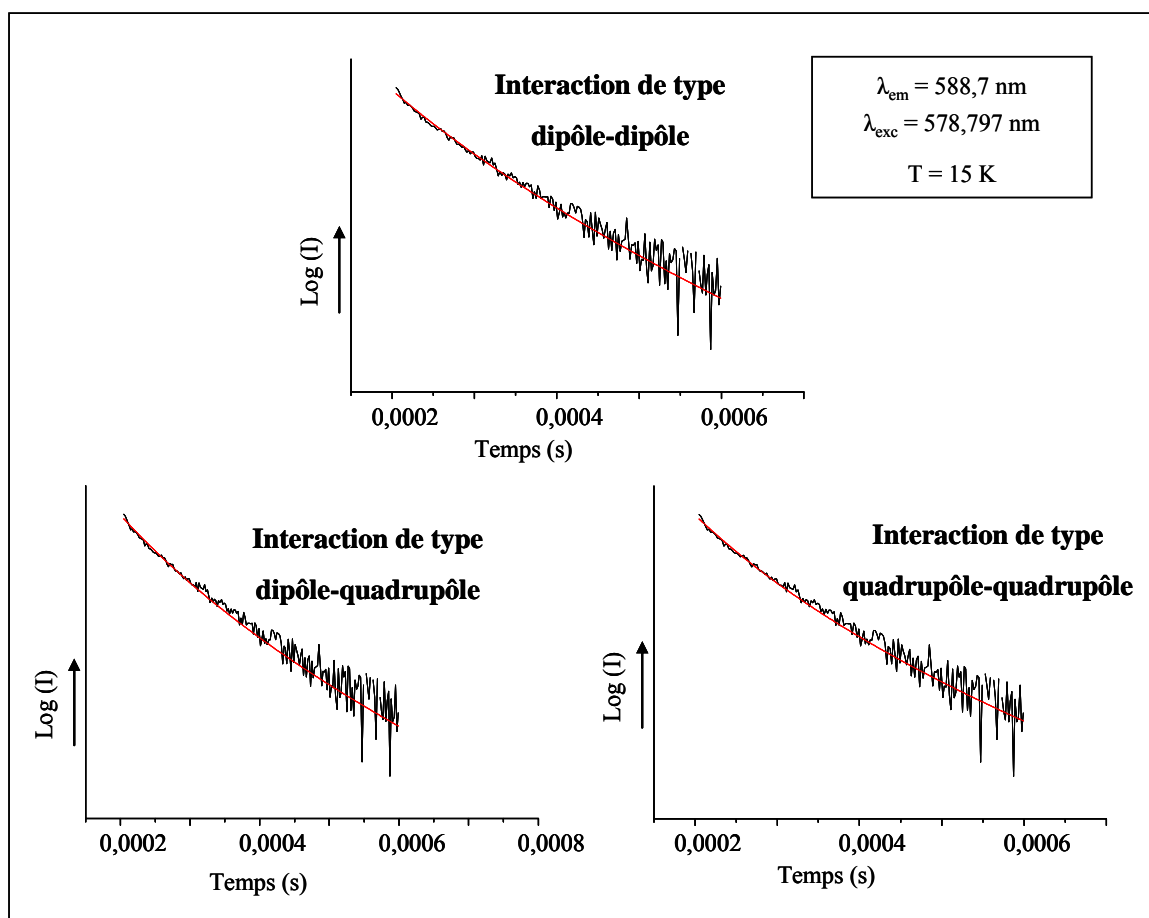 Interaction de type
dipôle-dipôle
λem = 588,7 nm
λexc = 578,797 nm
T = 15 K
Log (I)
0,0002 0,0004 0,0006
Temps (s)
Interaction de type
dipôle-quadrupôle
Log (I)
0,0002 0,0004 0,0006 0,0008
Temps (s)
Interaction de type
quadrupôle-quadrupôle
Log (I)
0,0002 0,0004 0,0006
Temps (s)